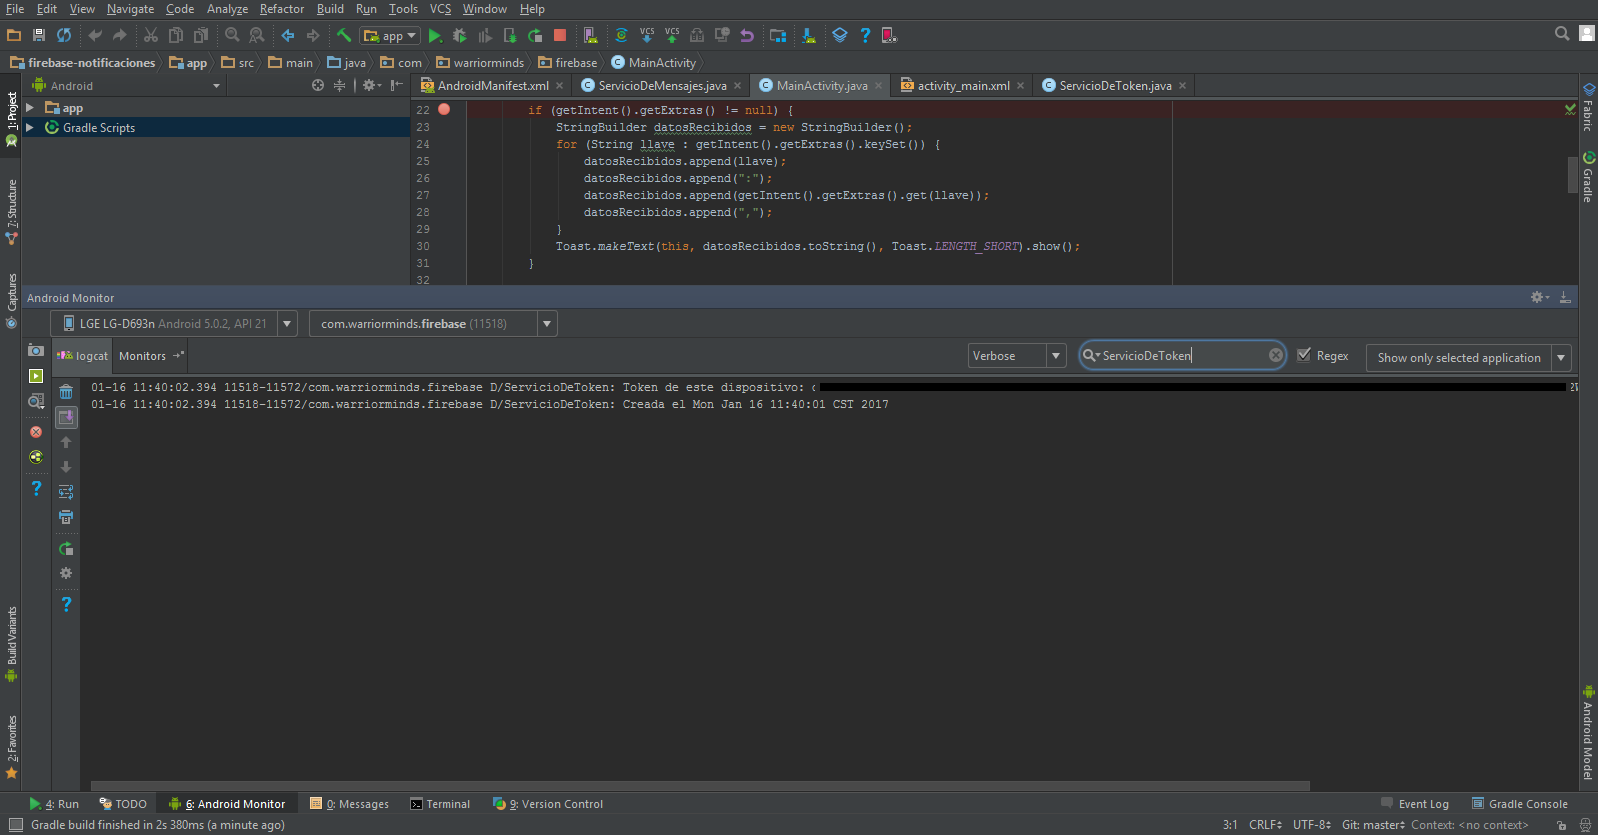 File Edit View Navigate Code Analyze Refactor Build Run Tools VCS Window Help
app VCS VCS ?
firebase-notificaciones app src main java com warriorminds firebase MainActivity
Android
AndroidManifest.xml ServicioDeMensajes.java MainActivity.java activity_main.xml ServicioDeToken.java
1: Project
7: Structure
Captures
Build Variants
2: Favorites
app
Gradle Scripts
22 if (getIntent().getExtras() != null) {
23 StringBuilder datosRecibidos = new StringBuilder();
24 for (String llave : getIntent().getExtras().keySet()) {
25 datosRecibidos.append(llave);
26 datosRecibidos.append(":");
27 datosRecibidos.append(getIntent().getExtras().get(llave));
28 datosRecibidos.append(",");
29 }
30 Toast.makeText(this, datosRecibidos.toString(), Toast.LENGTH_SHORT).show();
31 }
32
Fabric
Gradle
Android Model
Android Monitor
LGE LG-D693n Android 5.0.2, API 21 com.warriorminds.firebase (11518)
logcat Monitors Verbose ServicioDeToken Regex Show only selected application
01-16 11:40:02.394 11518-11572/com.warriorminds.firebase D/ServicioDeToken: Token de este dispositivo:
01-16 11:40:02.394 11518-11572/com.warriorminds.firebase D/ServicioDeToken: Creada el Mon Jan 16 11:40:01 CST 2017
?
?
4: Run TODO 6: Android Monitor 0: Messages Terminal 9: Version Control Event Log Gradle Console
Gradle build finished in 2s 380ms (a minute ago) 3:1 CRLF UTF-8 Git: master Context: <no context>